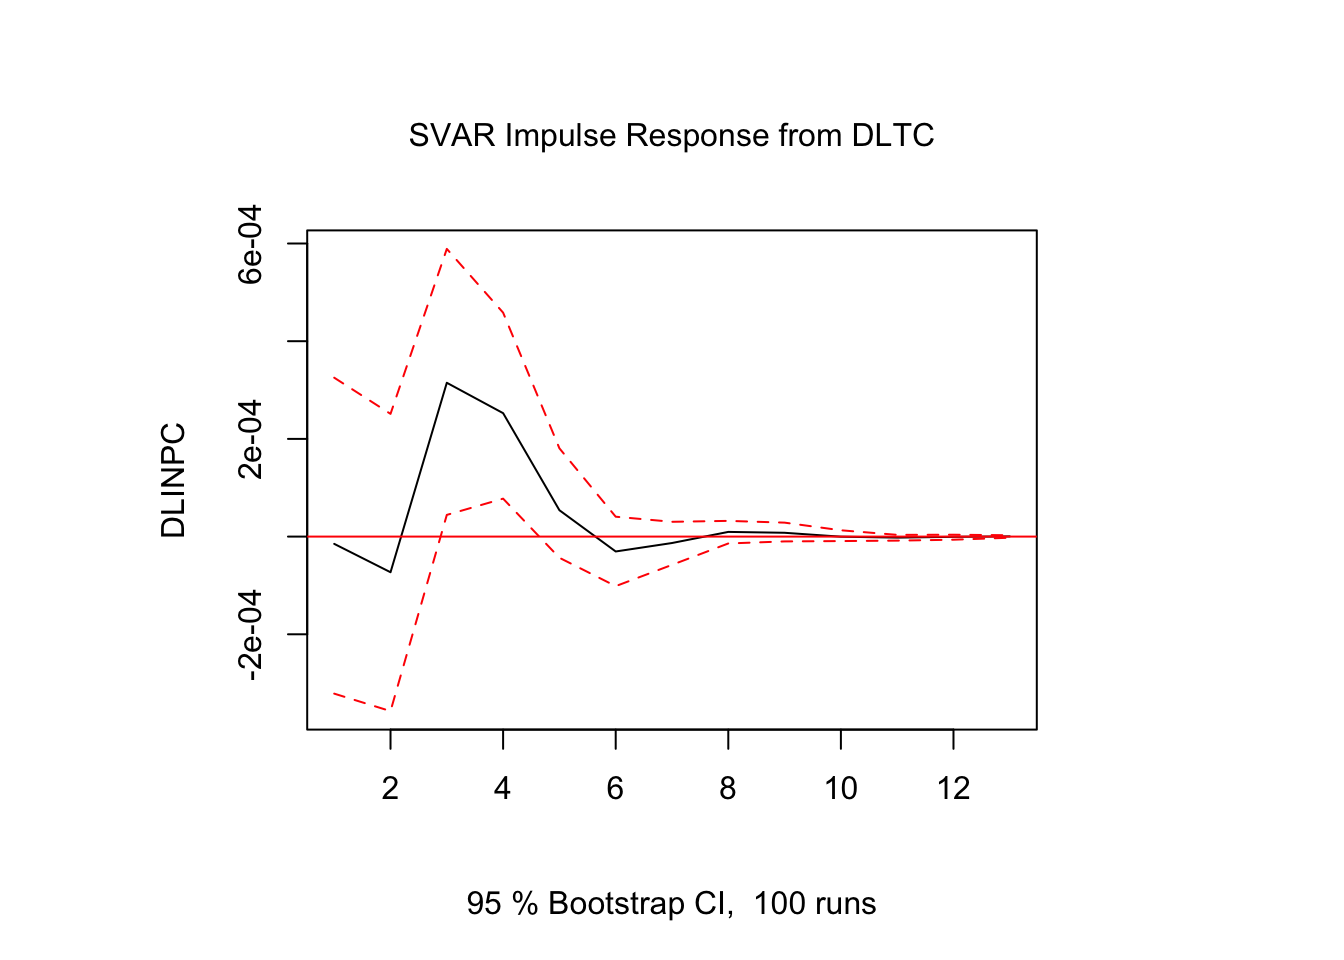 SVAR Impulse Response from DLTC
6e-04
2e-04
-2e-04
DLINPC
2 4 6 8 10 12
95 % Bootstrap CI,  100 runs